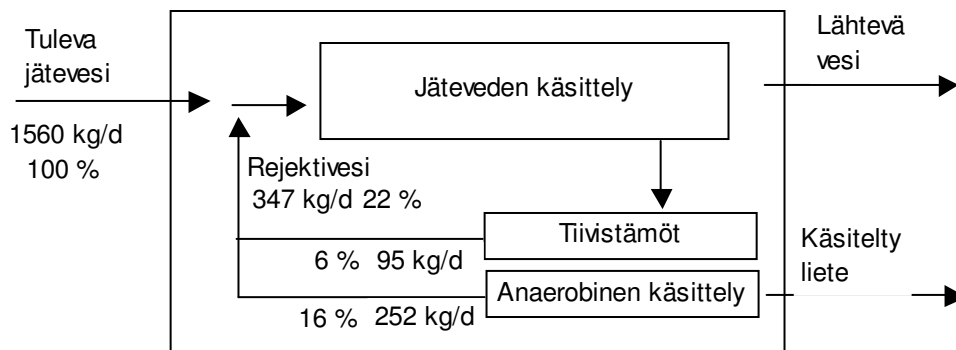 Tuleva
jätevesi
1560 kg/d
100 %
Jäteveden käsittely
Lähtevä
vesi
Rejektivesi
347 kg/d 22 %
Tiivistämöt
6 % 95 kg/d
Anaerobinen käsittely
16 % 252 kg/d
Käsitelty
liete